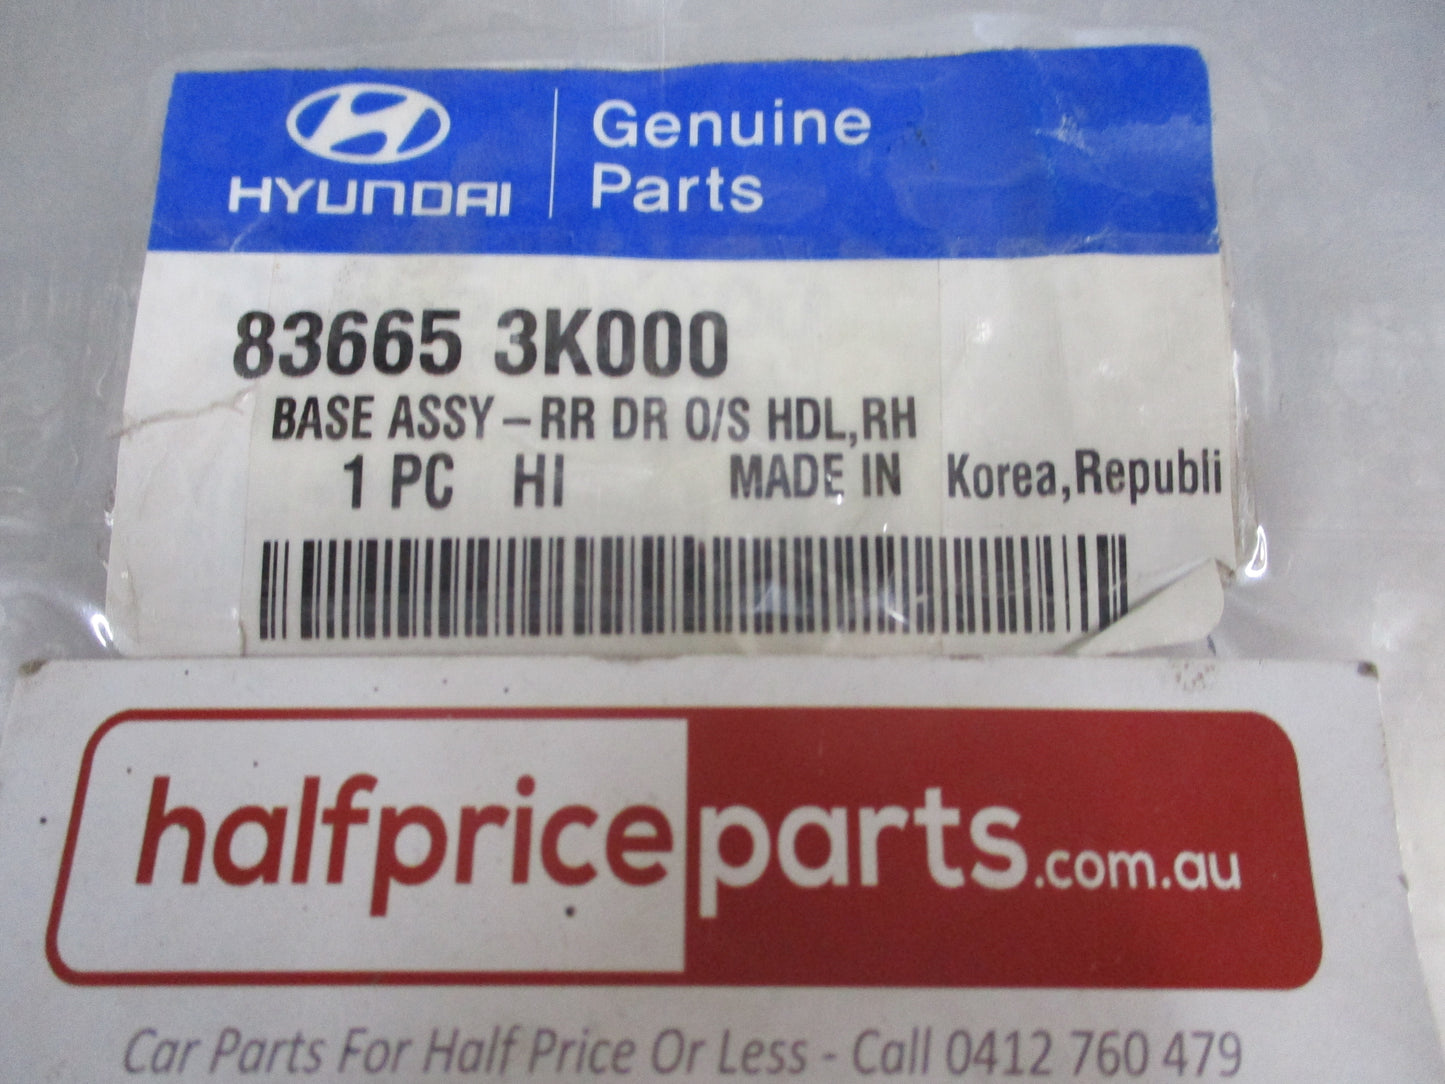 HYUNDAI
Genuine
Parts
83665 3K000
BASE ASSY-RR DR O/S HDL,RH
1 PC HI MADE IN Korea,Republi
halfpriceparts.com.au
Car Parts For Half Price Or Less - Call 0412 760 479